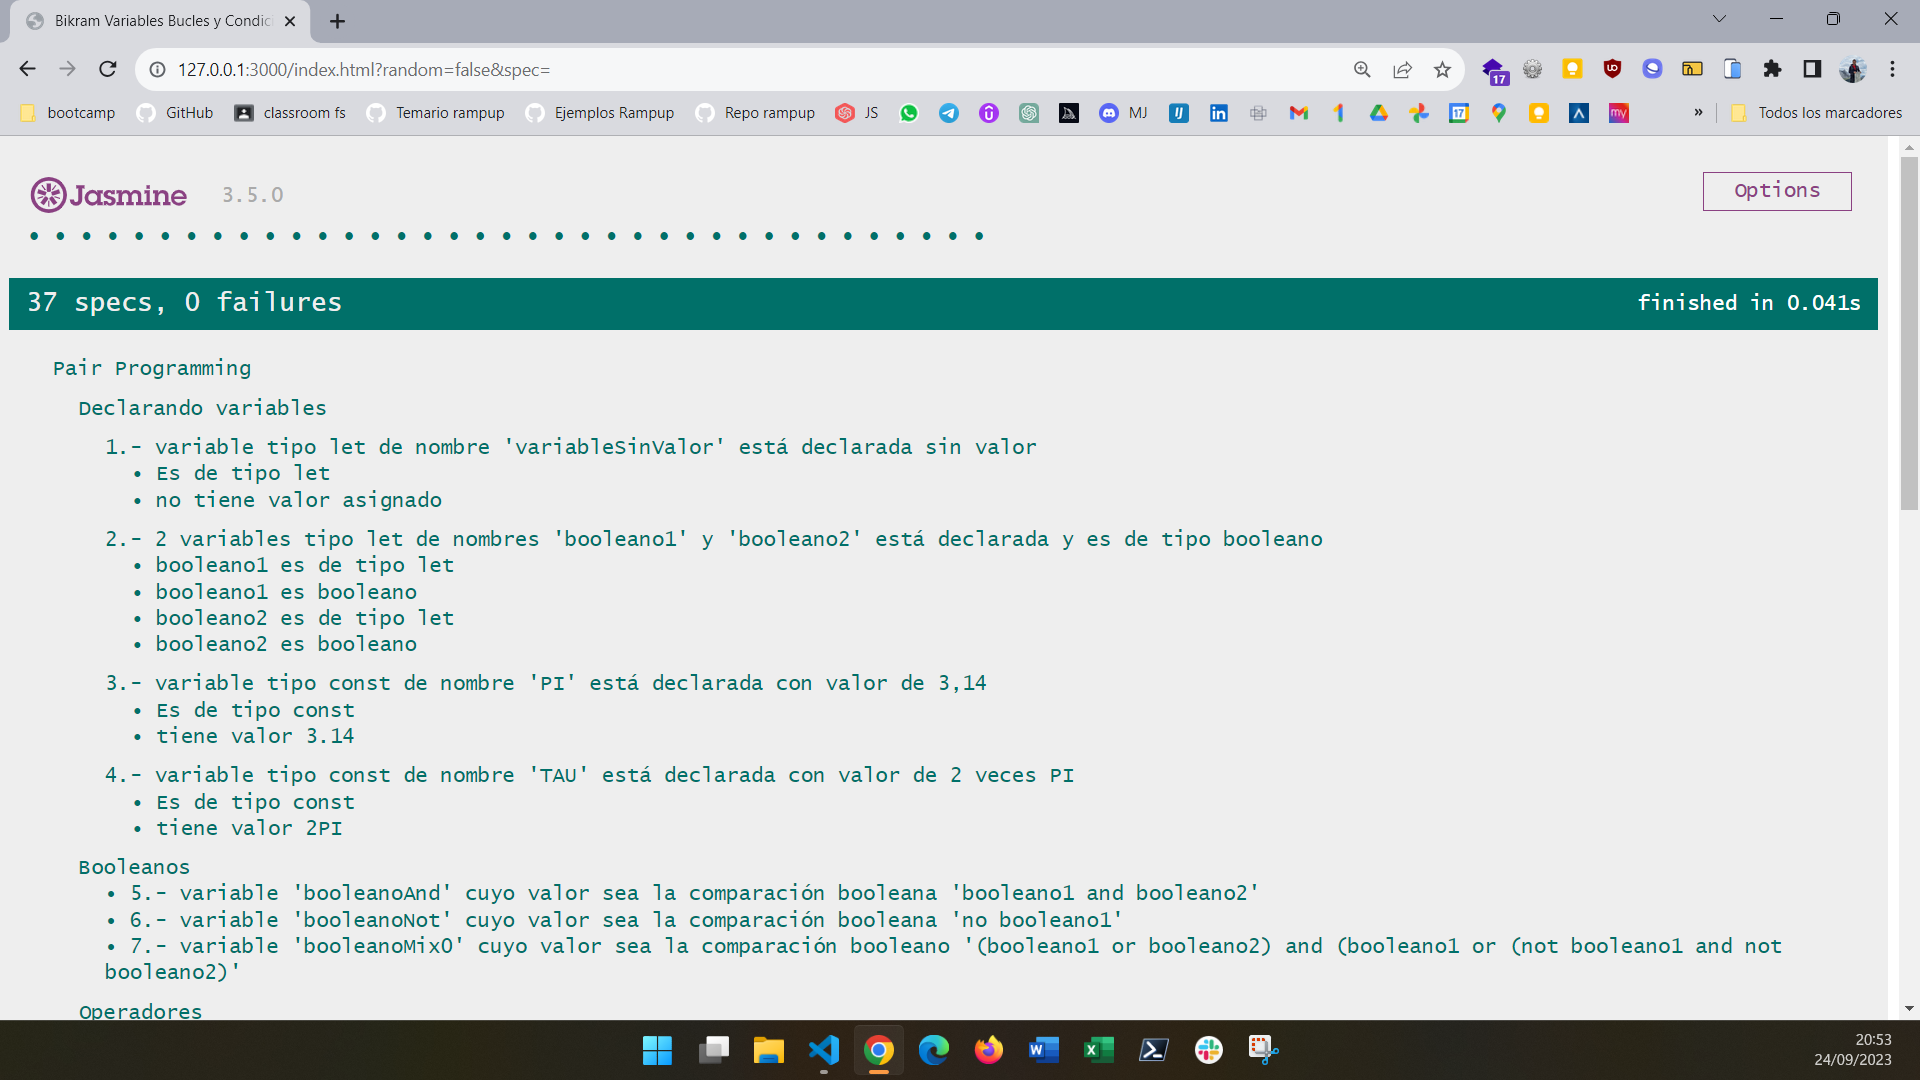 Bikram Variables Bucles y Condici
127.0.0.1:3000/index.html?random=false&spec=
17
bootcamp
GitHub
classroom fs
Temario rampup
Ejemplos Rampup
Repo rampup
JS
MJ
17
my
»
Todos los marcadores
Jasmine 3.5.0
Options
37 specs, 0 failures
finished in 0.041s
Pair Programming
Declarando variables
1.- variable tipo let de nombre 'variableSinValor' está declarada sin valor
• Es de tipo let
• no tiene valor asignado
2.- 2 variables tipo let de nombres 'booleano1' y 'booleano2' está declarada y es de tipo booleano
• booleano1 es de tipo let
• booleano1 es booleano
• booleano2 es de tipo let
• booleano2 es booleano
3.- variable tipo const de nombre 'PI' está declarada con valor de 3,14
• Es de tipo const
• tiene valor 3.14
4.- variable tipo const de nombre 'TAU' está declarada con valor de 2 veces PI
• Es de tipo const
• tiene valor 2PI
Booleanos
• 5.- variable 'booleanoAnd' cuyo valor sea la comparación booleana 'booleano1 and booleano2'
• 6.- variable 'booleanoNot' cuyo valor sea la comparación booleana 'no booleano1'
• 7.- variable 'booleanoMix0' cuyo valor sea la comparación booleano '(booleano1 or booleano2) and (booleano1 or (not booleano1 and not
booleano2)'
Operadores
20:53
24/09/2023